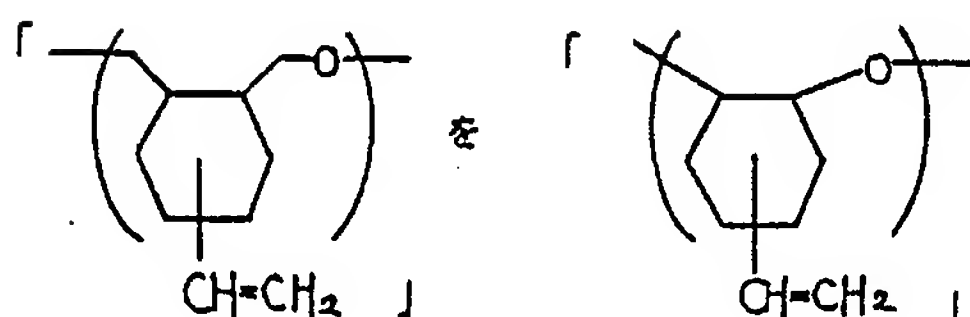 「 O 」 を 「 O 」
CH=CH2 CH=CH2